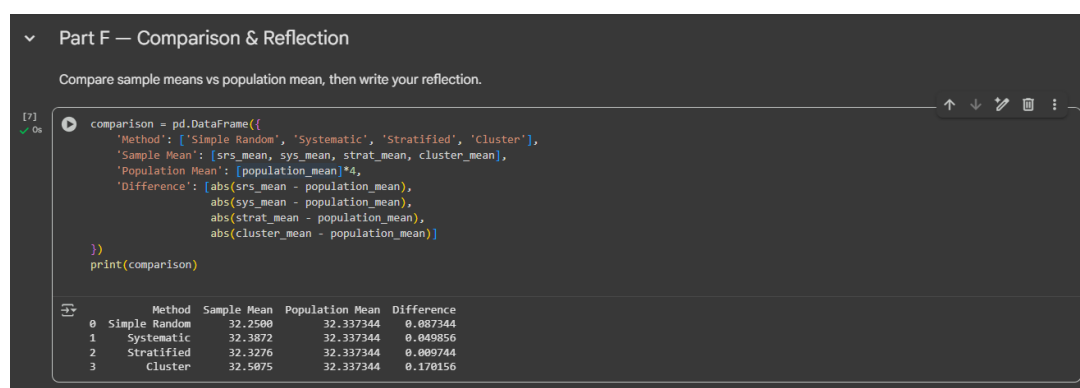 Part F — Comparison & Reflection
Compare sample means vs population mean, then write your reflection.
[7]
0s
comparison = pd.DataFrame({
    'Method': ['Simple Random', 'Systematic', 'Stratified', 'Cluster'],
    'Sample Mean': [srs_mean, sys_mean, strat_mean, cluster_mean],
    'Population Mean': [population_mean]*4,
    'Difference': [abs(srs_mean - population_mean),
                   abs(sys_mean - population_mean),
                   abs(strat_mean - population_mean),
                   abs(cluster_mean - population_mean)]
})
print(comparison)
          Method  Sample Mean  Population Mean  Difference
0  Simple Random      32.2500        32.337344    0.087344
1     Systematic      32.3872        32.337344    0.049856
2     Stratified      32.3276        32.337344    0.009744
3        Cluster      32.5075        32.337344    0.170156